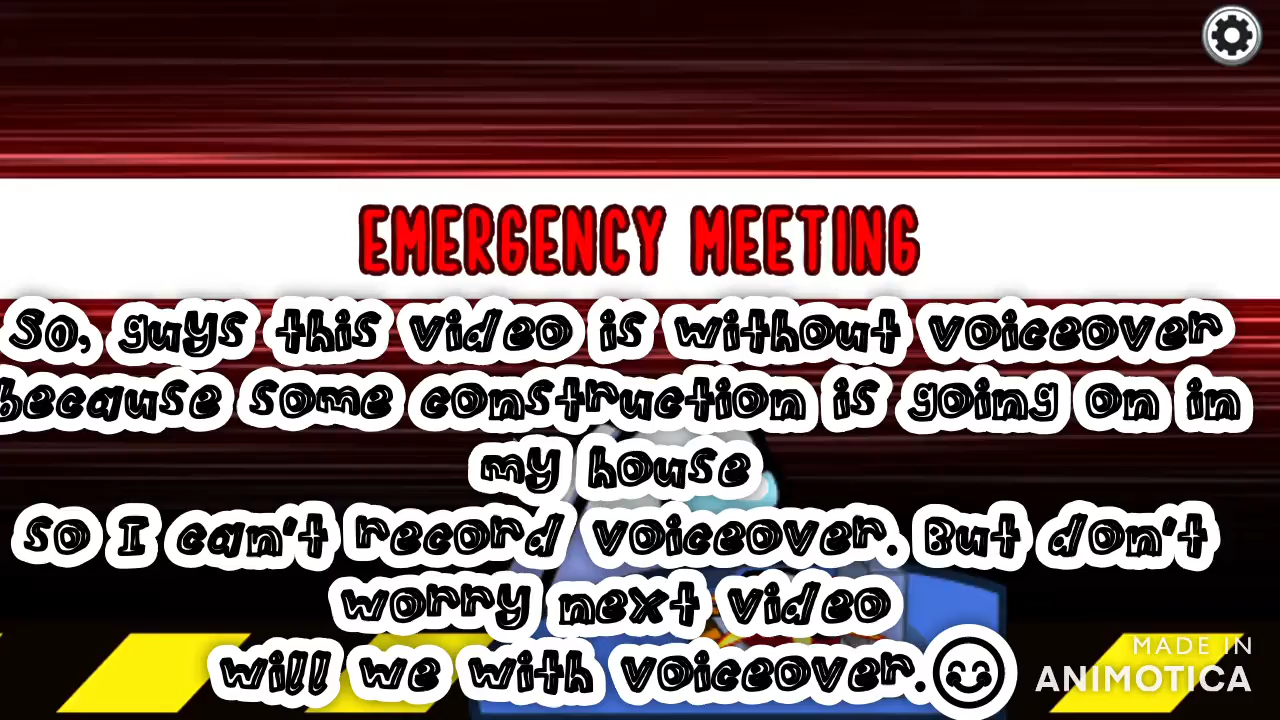 EMERGENCY MEETING
So, guys this video is without voiceover
because some construction is going on in
my house
so I can't record voiceover. But don't
worry next video
will we with voiceover.😊
MADE IN
ANIMOTICA